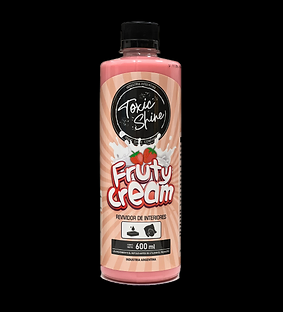 Toxic
Shine
Fruty
cream
REVIVIDOR DE INTERIORES
600 ml
INDUSTRIA ARGENTINA